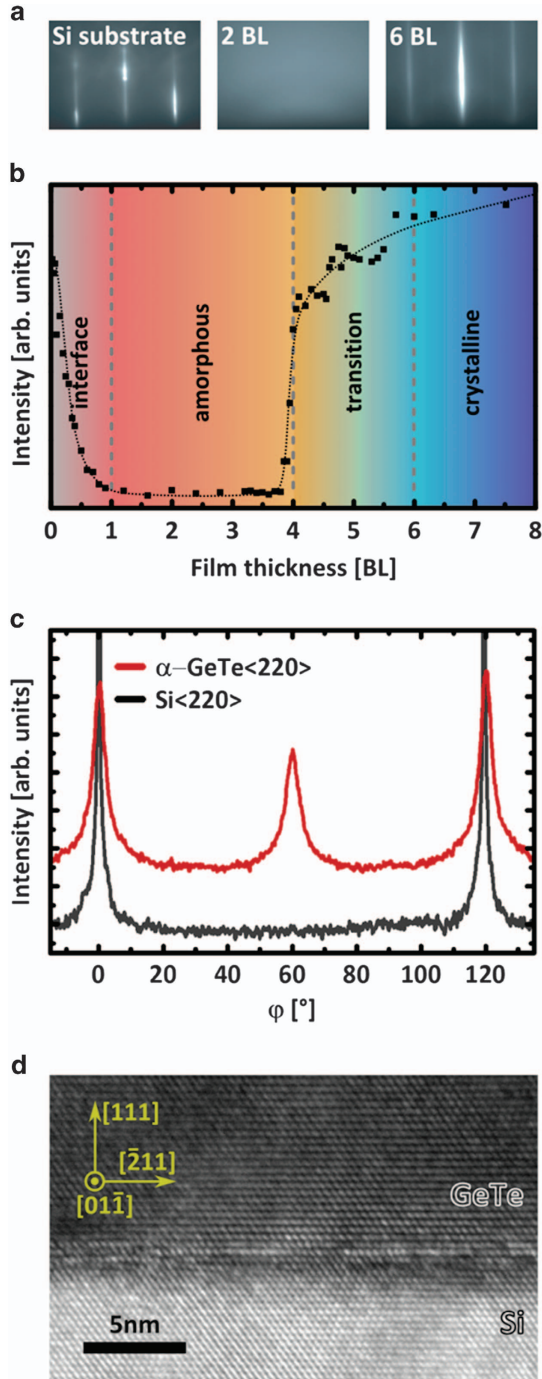 a
Si substrate
2 BL
6 BL
b
Intensity [arb. units]
interface
amorphous
transition
crystalline
0 1 2 3 4 5 6 7 8
Film thickness [BL]
c
Intensity [arb. units]
α−GeTe<220>
Si<220>
0 20 40 60 80 100 120
φ [°]
d
[111]
[2̄11]
[011̄]
GeTe
Si
5nm